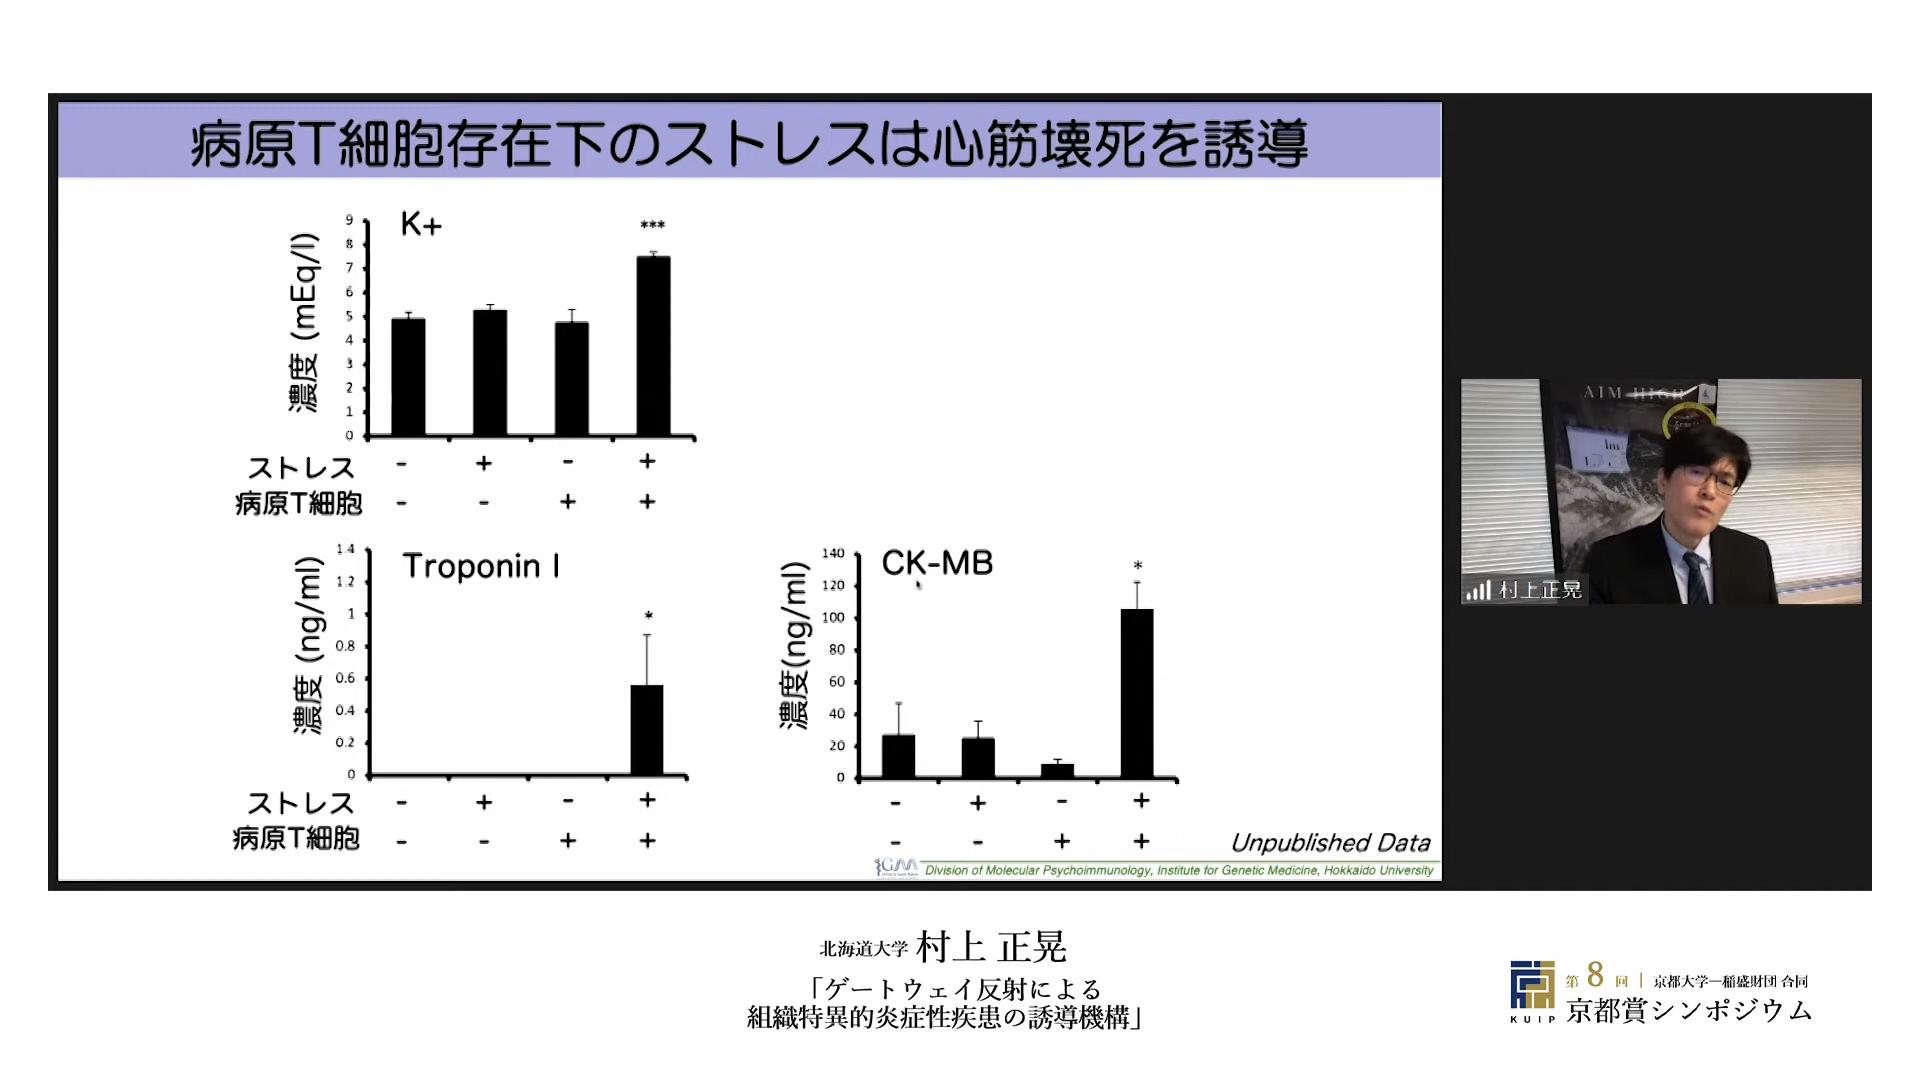 病原T細胞存在下のストレスは心筋壊死を誘導
K+
***
濃度 (mEq/l)
9
8
7
6
5
4
3
2
1
0
ストレス - + - +
病原T細胞 - - + +
Troponin I
*
濃度 (ng/ml)
1.4
1.2
1
0.8
0.6
0.4
0.2
0
ストレス - + - +
病原T細胞 - - + +
CK-MB
*
濃度(ng/ml)
140
120
100
80
60
40
20
0
- + - +
- - + +
Unpublished Data
Division of Molecular Psychoimmunology, Institute for Genetic Medicine, Hokkaido University
AIM HIGH
村上正晃
北海道大学 村上 正晃
「ゲートウェイ反射による
組織特異的炎症性疾患の誘導機構」
KUIP
第8回 | 京都大学—稲盛財団 合同
京都賞シンポジウム